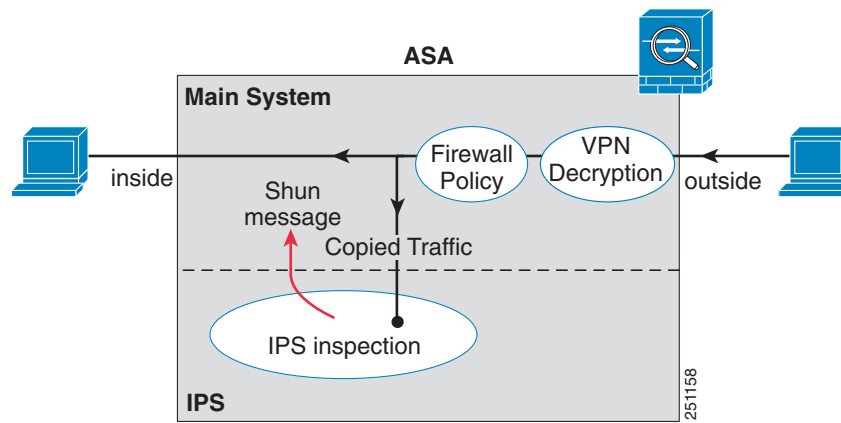 ASA
Main System
VPN
Decryption
Firewall
Policy
inside
outside
Shun
message
Copied Traffic
IPS inspection
IPS
251158